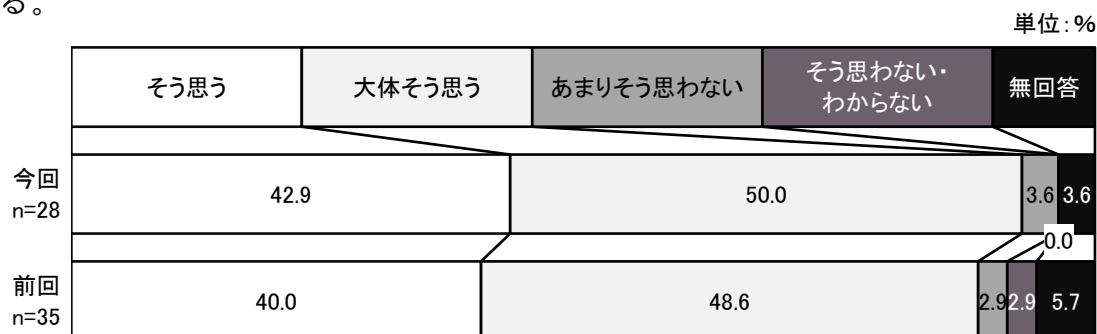 る。
単位：％
そう思う
大体そう思う
あまりそう思わない
そう思わない・
わからない
無回答
今回
n=28
42.9
50.0
3.6
3.6
0.0
前回
n=35
40.0
48.6
2.9
2.9
5.7